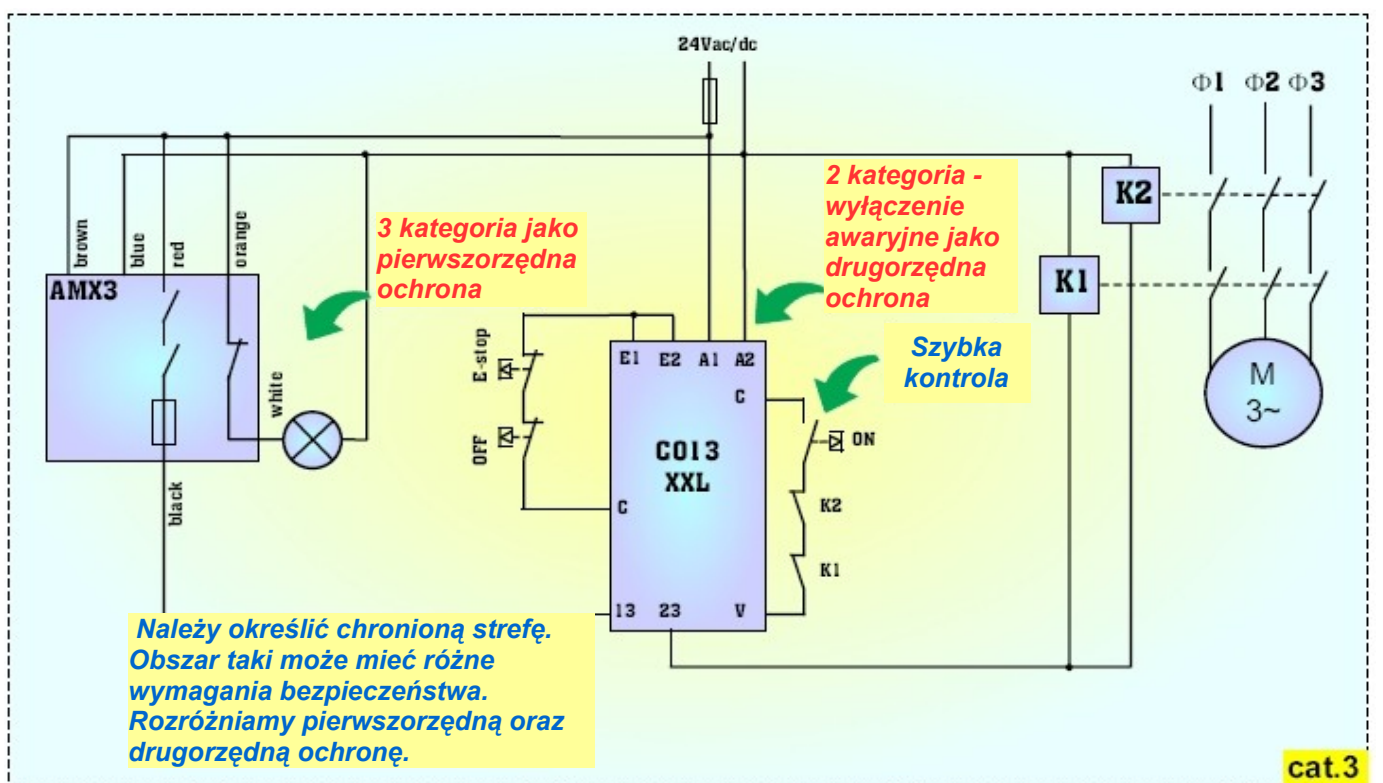 24Vac/dc
Φ1 Φ2 Φ3
brown
blue
red
orange
AMX3
white
black
3 kategoria jako
pierwszorzędna
ochrona
2 kategoria -
wyłączenie
awaryjne jako
drugorzędna
ochrona
Szybka
kontrola
K2
K1
M
3~
E-stop
OFF
E1 E2 A1 A2
C
C013
XXL
C
13 23 V
ON
K2
K1
Należy określić chronioną strefę.
Obszar taki może mieć różne
wymagania bezpieczeństwa.
Rozróżniamy pierwszorzędną oraz
drugorzędną ochronę.
cat.3